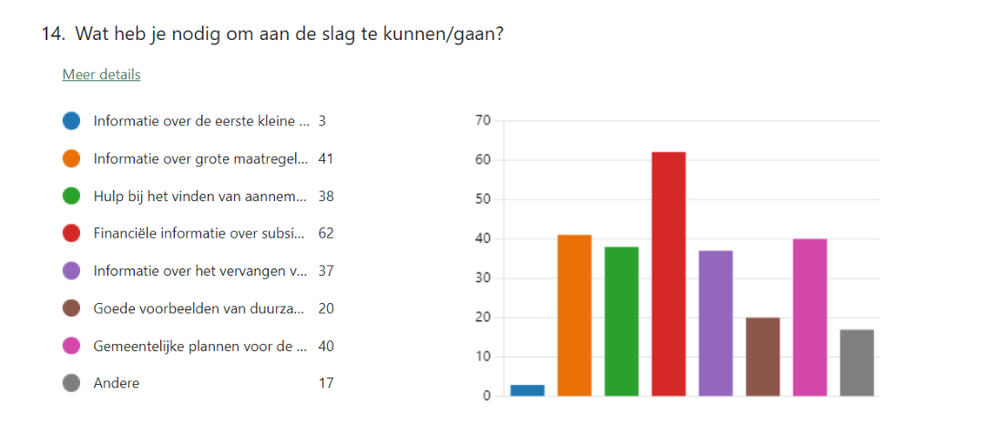 14. Wat heb je nodig om aan de slag te kunnen/gaan?
Meer details
Informatie over de eerste kleine ... 3
Informatie over grote maatregel... 41
Hulp bij het vinden van aannem... 38
Financiële informatie over subsi... 62
Informatie over het vervangen v... 37
Goede voorbeelden van duurza... 20
Gemeentelijke plannen voor de ... 40
Andere 17
70
60
50
40
30
20
10
0